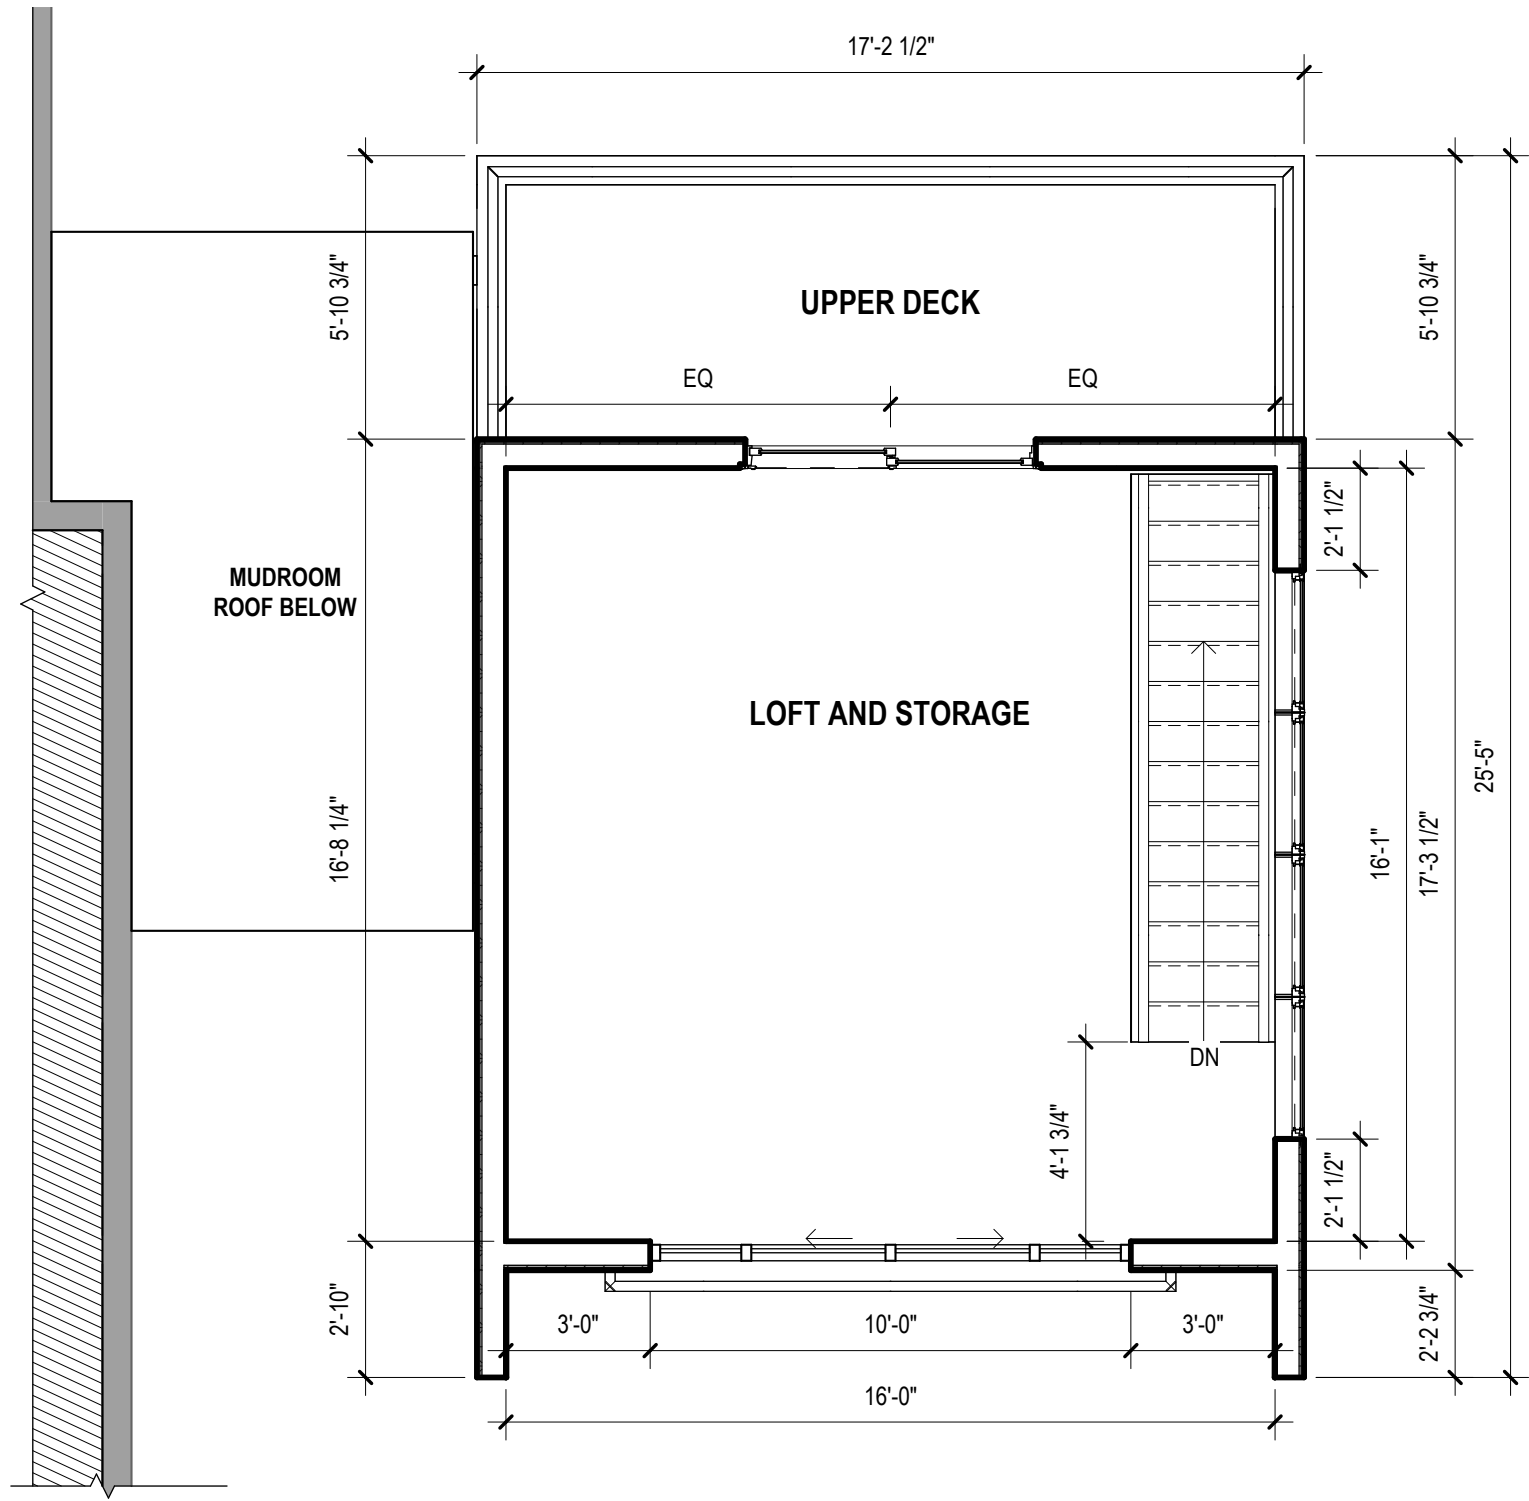 17'-2 1/2"
5'-10 3/4"
5'-10 3/4"
UPPER DECK
EQ
EQ
2'-1 1/2"
MUDROOM
ROOF BELOW
LOFT AND STORAGE
25'-5"
16'-8 1/4"
16'-1"
17'-3 1/2"
DN
4'-1 3/4"
2'-1 1/2"
2'-10"
3'-0"
10'-0"
3'-0"
2'-2 3/4"
16'-0"